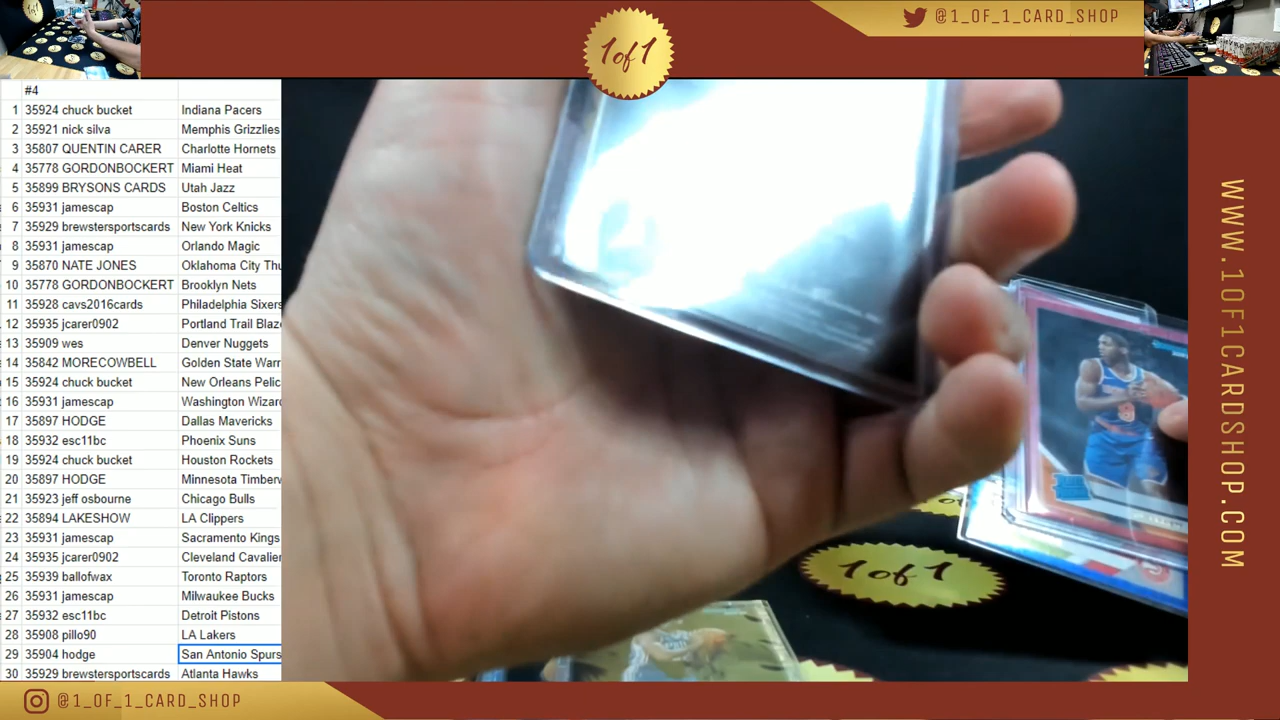 1of1
@1_OF_1_CARD_SHOP
#4
1 35924 chuck bucket Indiana Pacers
2 35921 nick silva Memphis Grizzlies
3 35807 QUENTIN CARER Charlotte Hornets
4 35778 GORDONBOCKERT Miami Heat
5 35899 BRYSONS CARDS Utah Jazz
6 35931 jamescap Boston Celtics
7 35929 brewstersportcards New York Knicks
8 35931 jamescap Orlando Magic
9 35870 NATE JONES Oklahoma City Thu
10 35778 GORDONBOCKERT Brooklyn Nets
11 35928 cavs2016cards Philadelphia Sixers
12 35935 jcarer0902 Portland Trail Blaz
13 35909 wes Denver Nuggets
14 35842 MORECOWBELL Golden State Warr
15 35924 chuck bucket New Orleans Pelic
16 35931 jamescap Washington Wizar
17 35897 HODGE Dallas Mavericks
18 35932 esc11bc Phoenix Suns
19 35924 chuck bucket Houston Rockets
20 35897 HODGE Minnesota Timber
21 35923 jeff osbourne Chicago Bulls
22 35894 LAKESHOW LA Clippers
23 35931 jamescap Sacramento Kings
24 35935 jcarer0902 Cleveland Cavalie
25 35939 ballofwax Toronto Raptors
26 35931 jamescap Milwaukee Bucks
27 35932 esc11bc Detroit Pistons
28 35908 pillo90 LA Lakers
29 35904 hodge San Antonio Spurs
30 35929 brewstersportscards Atlanta Hawks
1of1
WWW.1OF1CARDSHOP.COM
@1_OF_1_CARD_SHOP